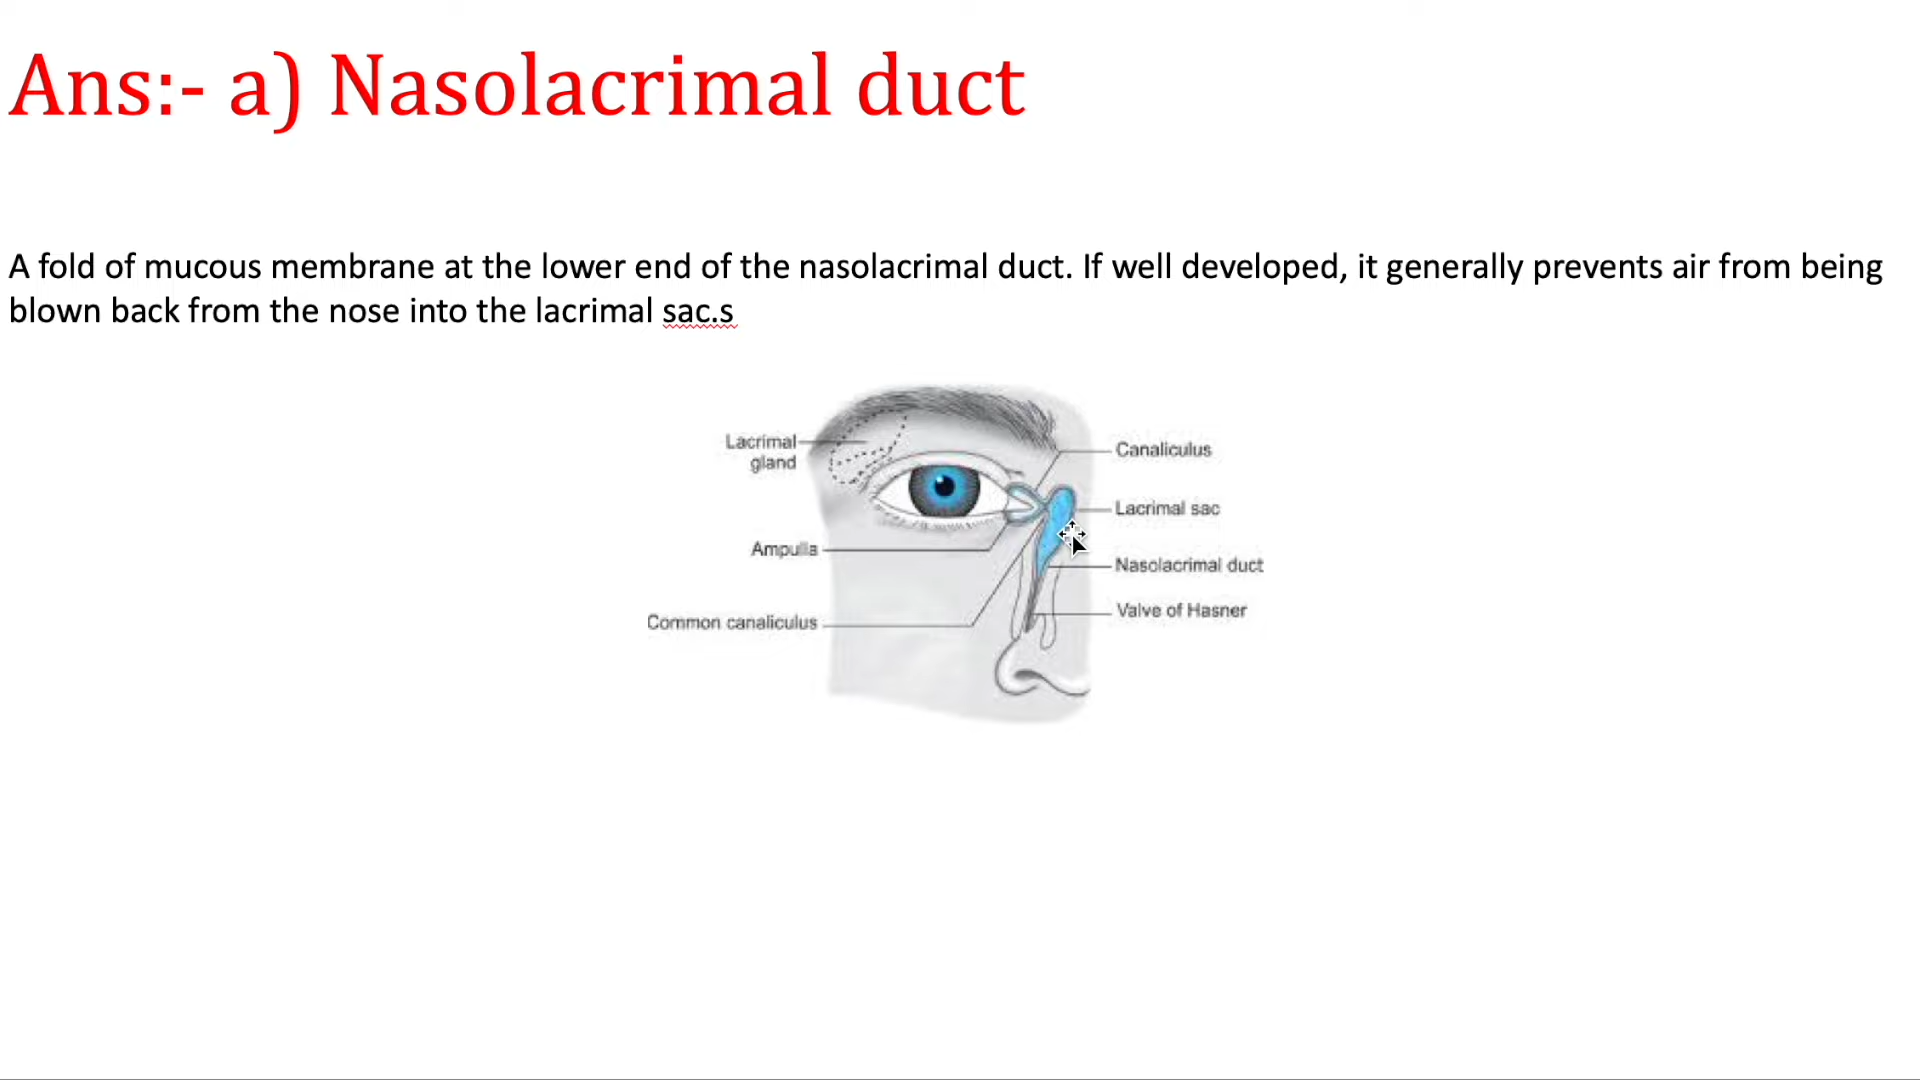 Ans:- a) Nasolacrimal duct
A fold of mucous membrane at the lower end of the nasolacrimal duct. If well developed, it generally prevents air from being
blown back from the nose into the lacrimal sac.s
Lacrimal
gland
Canaliculus
Lacrimal sac
Ampulla
Nasolacrimal duct
Valve of Hasner
Common canaliculus